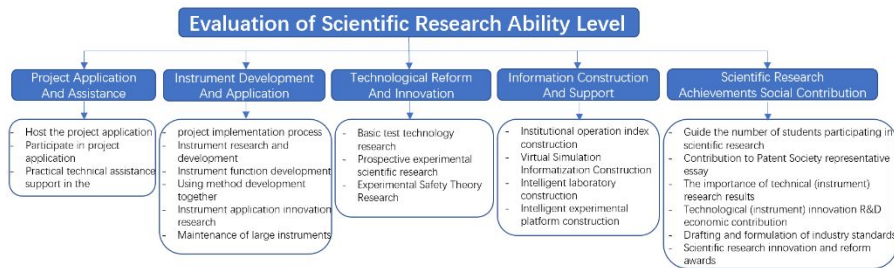 Evaluation of Scientific Research Ability Level
Project Application
And Assistance
Instrument Development
And Application
Technological Reform
And Innovation
Information Construction
And Support
Scientific Research
Achievements Social Contribution
- Host the project application
- Participate in project
application
- Practical technical assistance
support in the
- project implementation process
- Instrument research and
development
- Instrument function development
- Using method development
together
- Instrument application innovation
research
- Maintenance of large instruments
- Basic test technology
research
- Prospective experimental
scientific research
- Experimental Safety Theory
Research
- Institutional operation index
construction
- Virtual Simulation
Informatization Construction
- Intelligent laboratory
construction
- Intelligent experimental
platform construction
- Guide the number of students participating in
scientific research
- Contribution to Patent Society representative
essay
- The importance of technical (instrument)
research results
- Technological (instrument) innovation R&D
economic contribution
- Drafting and formulation of industry standards
- Scientific research innovation and reform
awards